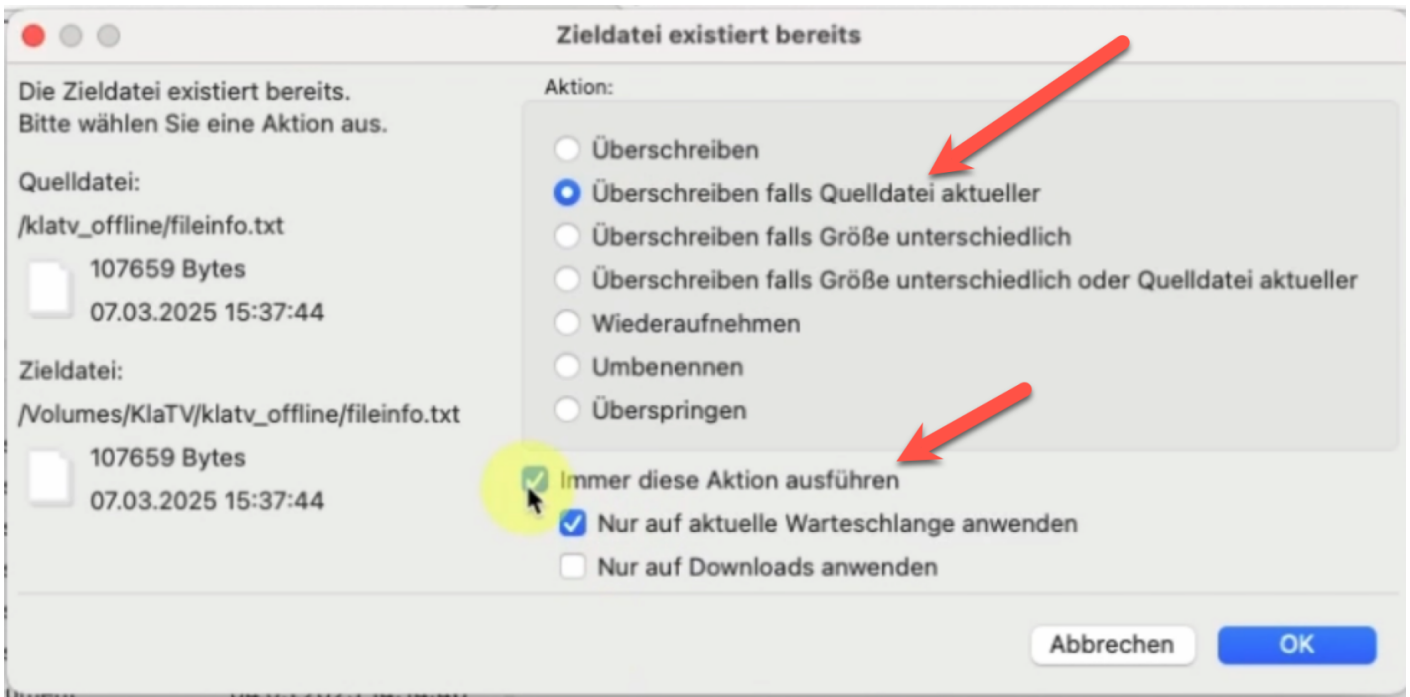 Zieldatei existiert bereits
Die Zieldatei existiert bereits.
Bitte wählen Sie eine Aktion aus.
Quelldatei:
/klatv_offline/fileinfo.txt
107659 Bytes
07.03.2025 15:37:44
Zieldatei:
/Volumes/KlaTV/klatv_offline/fileinfo.txt
107659 Bytes
07.03.2025 15:37:44
Aktion:
Überschreiben
Überschreiben falls Quelldatei aktueller
Überschreiben falls Größe unterschiedlich
Überschreiben falls Größe unterschiedlich oder Quelldatei aktueller
Wiederaufnehmen
Umbenennen
Überspringen
Immer diese Aktion ausführen
Nur auf aktuelle Warteschlange anwenden
Nur auf Downloads anwenden
Abbrechen
OK